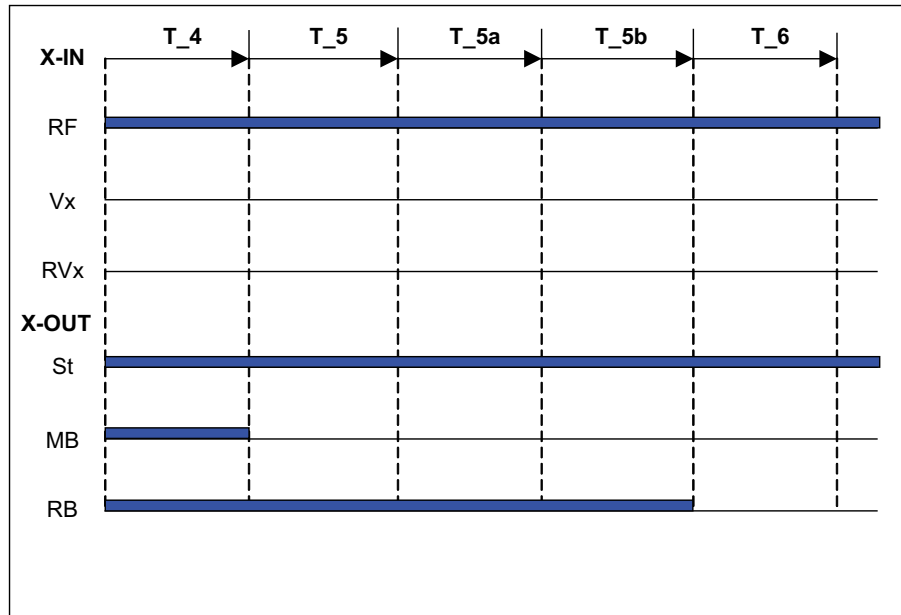 T_4 T_5 T_5a T_5b T_6
X-IN
RF
Vx
RVx
X-OUT
St
MB
RB